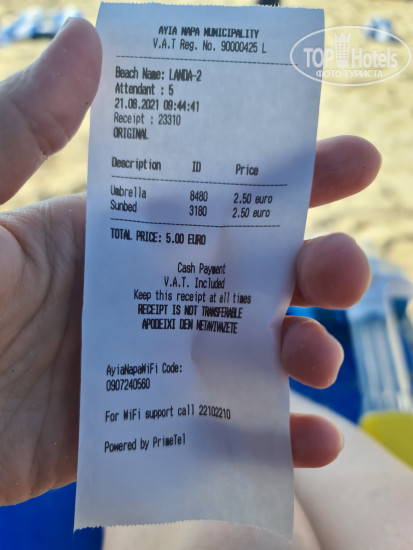 AYIA NAPA MUNICIPALITY
V.A.T Reg. No. 90000425 L
TOPHotels
ФОТО ТУРИСТА
Beach Name: LANDA-2
Attendant : 5
21.08.2021 09:44:41
Receipt : 23310
ORIGINAL
Description ID Price
Umbrella 8480 2.50 euro
Sunbed 3180 2.50 euro
TOTAL PRICE: 5.00 EURO
Cash Payment
V.A.T. Included
Keep this receipt at all times
RECEIPT IS NOT TRANSFERABLE
APODEIXI DEN METAVIVAZETE
AyiaNapaWiFi Code:
0907240560
For WiFi support call 22102210
Powered by PrimeTel